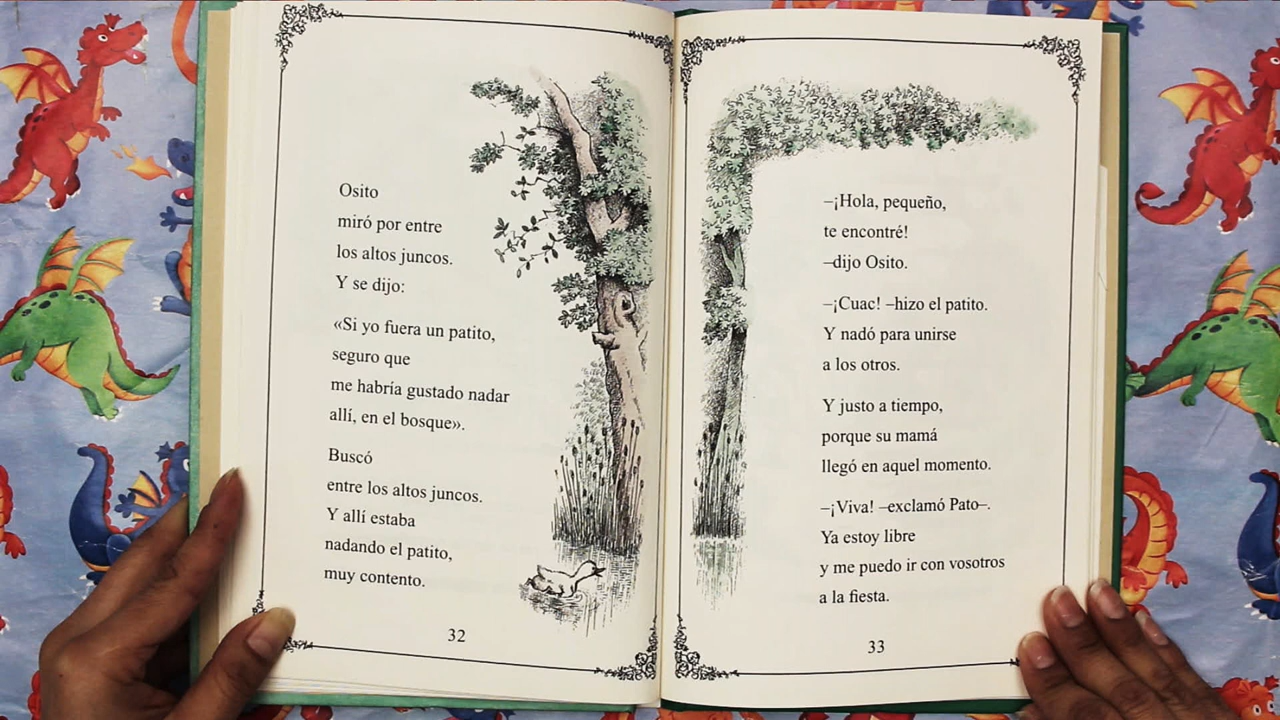 Osito
miró por entre
los altos juncos.
Y se dijo:
«Si yo fuera un patito,
seguro que
me habría gustado nadar
allí, en el bosque».
Buscó
entre los altos juncos.
Y allí estaba
nadando el patito,
muy contento.
32
–¡Hola, pequeño,
te encontré!
–dijo Osito.
–¡Cuac! –hizo el patito.
Y nadó para unirse
a los otros.
Y justo a tiempo,
porque su mamá
llegó en aquel momento.
–¡Viva! –exclamó Pato–.
Ya estoy libre
y me puedo ir con vosotros
a la fiesta.
33